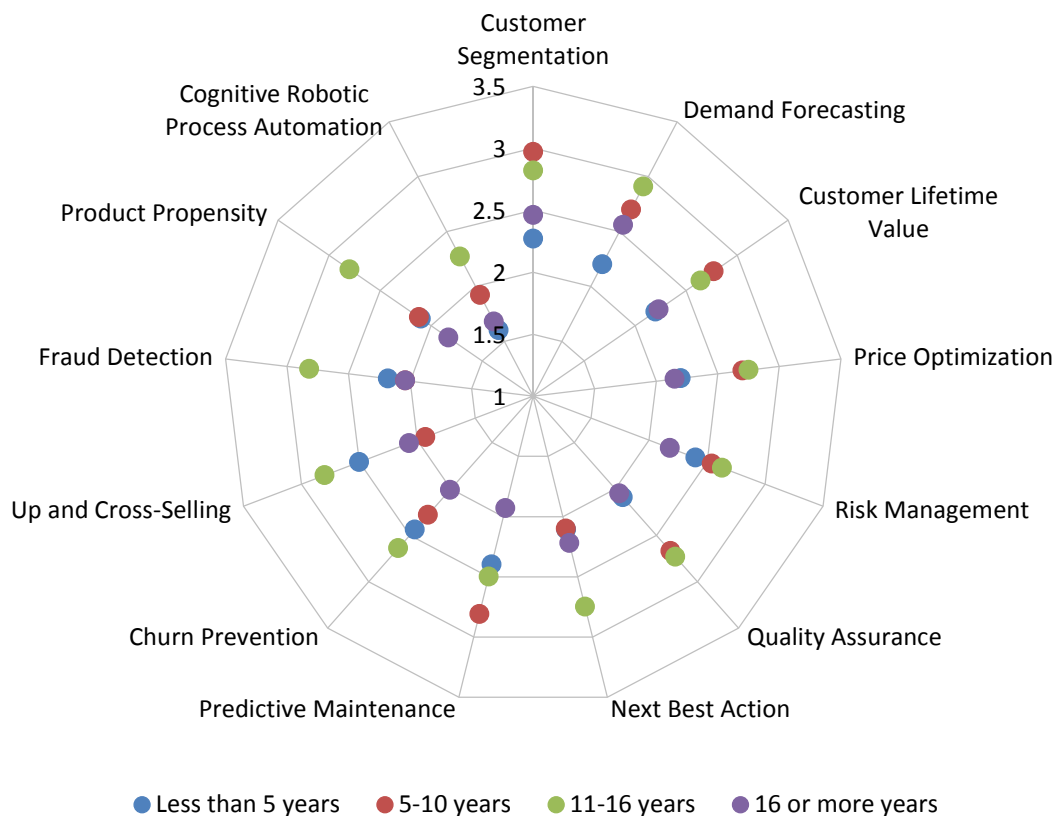 Customer
Segmentation
3.5
Cognitive Robotic
Process Automation
Demand Forecasting
3
Product Propensity
Customer Lifetime
Value
2.5
2
Fraud Detection
1.5
Price Optimization
1
Up and Cross-Selling
Risk Management
Churn Prevention
Quality Assurance
Predictive Maintenance
Next Best Action
Less than 5 years
5-10 years
11-16 years
16 or more years